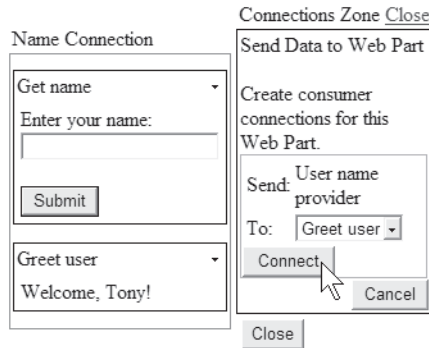 Name Connection
Get name
Enter your name:
Submit
Greet user
Welcome, Tony!
Connections Zone Close
Send Data to Web Part
Create consumer
connections for this
Web Part.
Send: User name
provider
To: Greet user
Connect
Cancel
Close